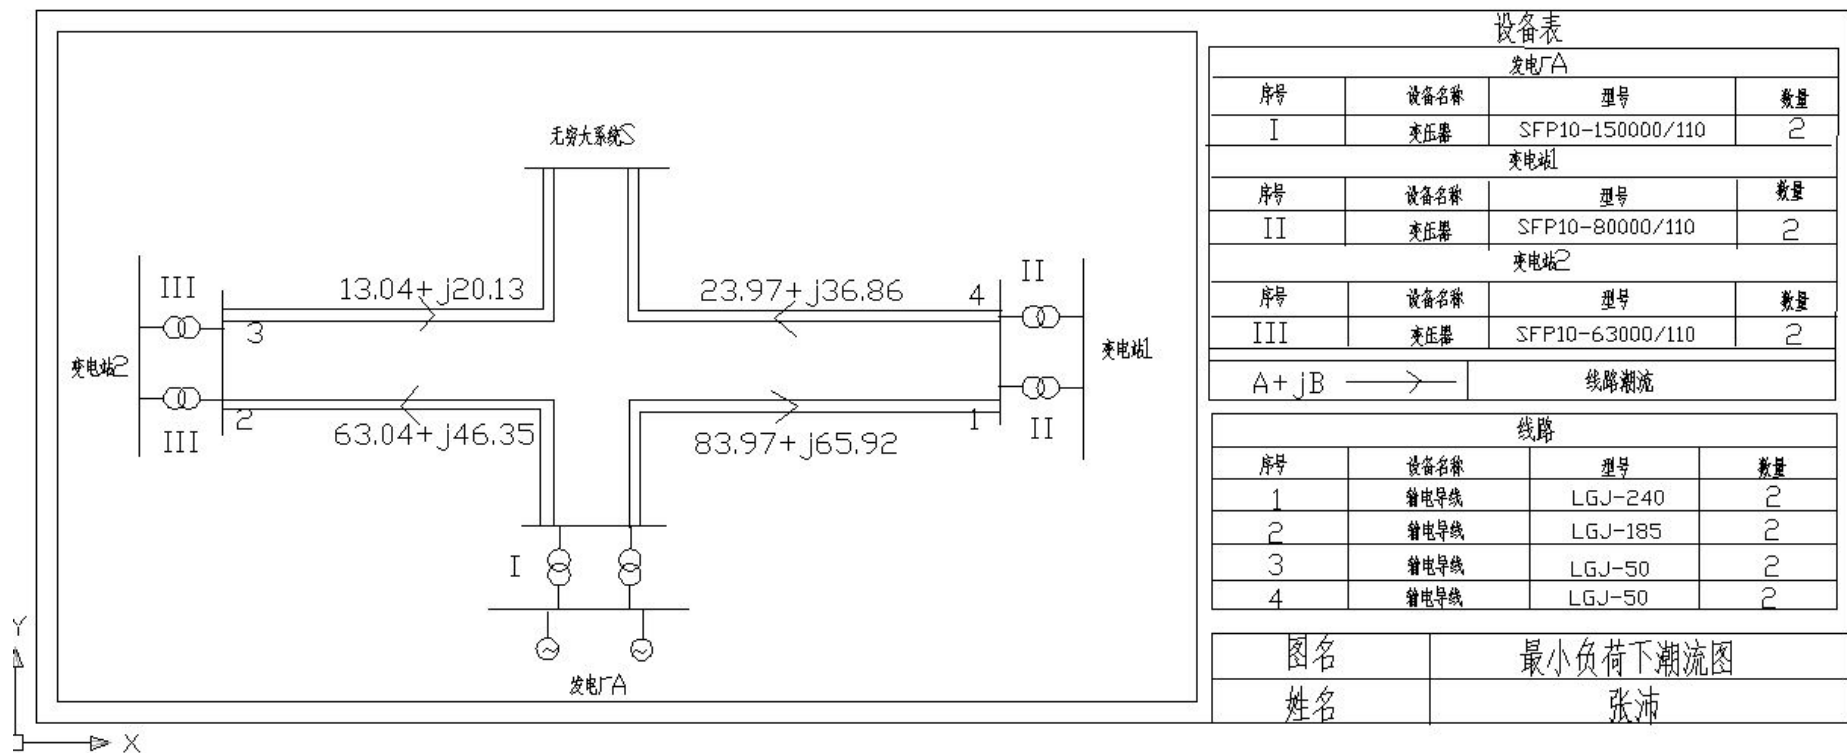 设备表
发电厂A
序号 设备名称 型号 数量
I 变压器 SFP10-150000/110 2
变电站1
序号 设备名称 型号 数量
II 变压器 SFP10-80000/110 2
变电站2
序号 设备名称 型号 数量
III 变压器 SFP10-63000/110 2
A+jB 线路潮流
线路
序号 设备名称 型号 数量
1 输电导线 LGJ-240 2
2 输电导线 LGJ-185 2
3 输电导线 LGJ-50 2
4 输电导线 LGJ-50 2
图名 最小负荷下潮流图
姓名 张沛
无穷大系统S
III 13.04+j20.13 23.97+j36.86 4 II
3
变电站2 变电站1
2 1
III 63.04+j46.35 83.97+j65.92 II
I
发电厂A
Y
X